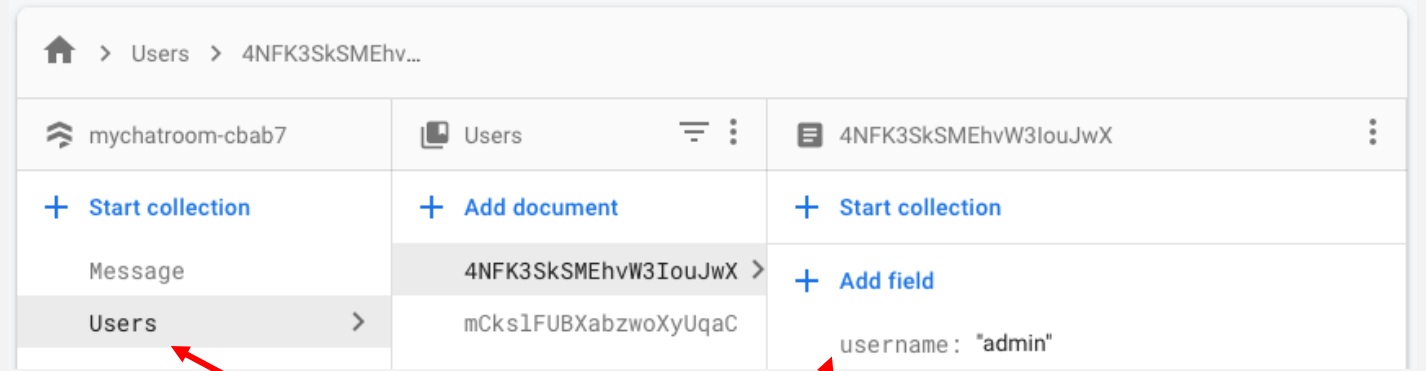 > Users > 4NFK3SkSMEhv...
mychatroom-cbab7
Users
4NFK3SkSMEhvW3IouJwX
+ Start collection
+ Add document
+ Start collection
Message
4NFK3SkSMEhvW3IouJwX >
+ Add field
Users >
mCkslFUBXabzwoXyUqaC
username: "admin"